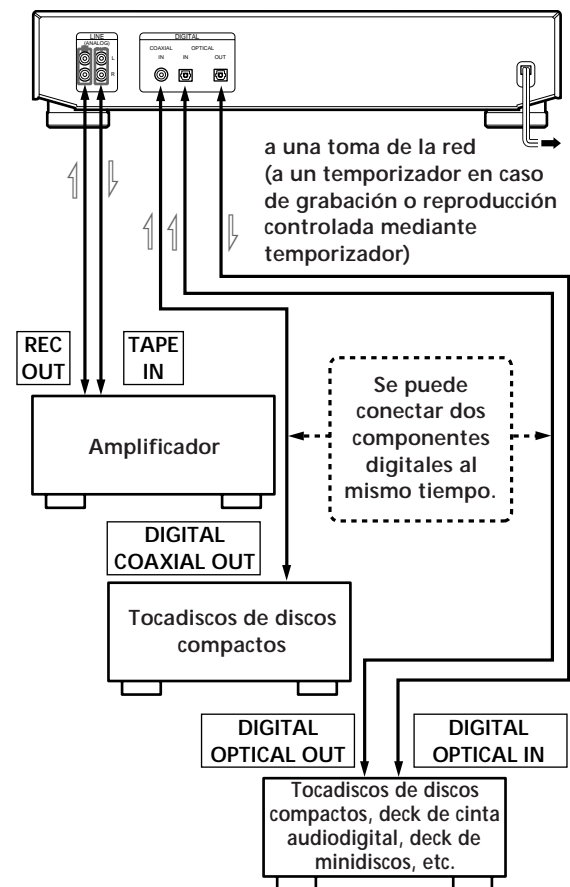 LINE
(ANALOG)
L
R
DIGITAL
COAXIAL OPTICAL
IN IN OUT
a una toma de la red
(a un temporizador en caso
de grabación o reproducción
controlada mediante
temporizador)
REC
OUT
TAPE
IN
Amplificador
Se puede
conectar dos
componentes
digitales al
mismo tiempo.
DIGITAL
COAXIAL OUT
Tocadiscos de discos
compactos
DIGITAL
OPTICAL OUT
DIGITAL
OPTICAL IN
Tocadiscos de discos
compactos, deck de cinta
audiodigital, deck de
minidiscos, etc.